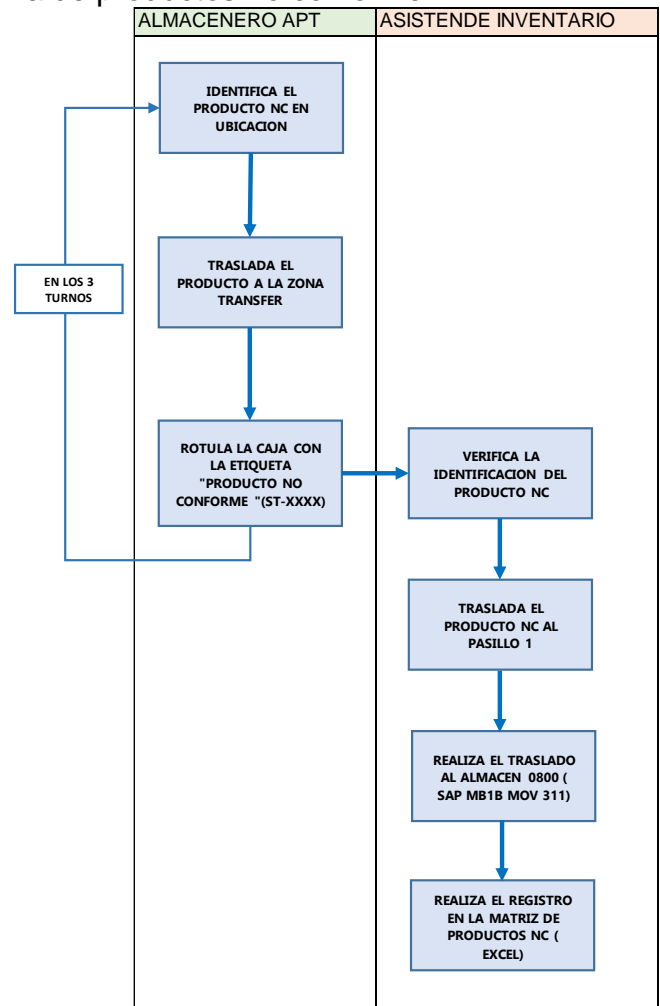 ALMACENERO APT
ASISTENDE INVENTARIO
IDENTIFICA EL
PRODUCTO NC EN
UBICACION
TRASLADA EL
PRODUCTO A LA ZONA
TRANSFER
EN LOS 3
TURNOS
ROTULA LA CAJA CON
LA ETIQUETA
"PRODUCTO NO
CONFORME "(ST-XXXX)
VERIFICA LA
IDENTIFICACION DEL
PRODUCTO NC
TRASLADA EL
PRODUCTO NC AL
PASILLO 1
REALIZA EL TRASLADO
AL ALMACEN 0800 (
SAP MB1B MOV 311)
REALIZA EL REGISTRO
EN LA MATRIZ DE
PRODUCTOS NC (
EXCEL)